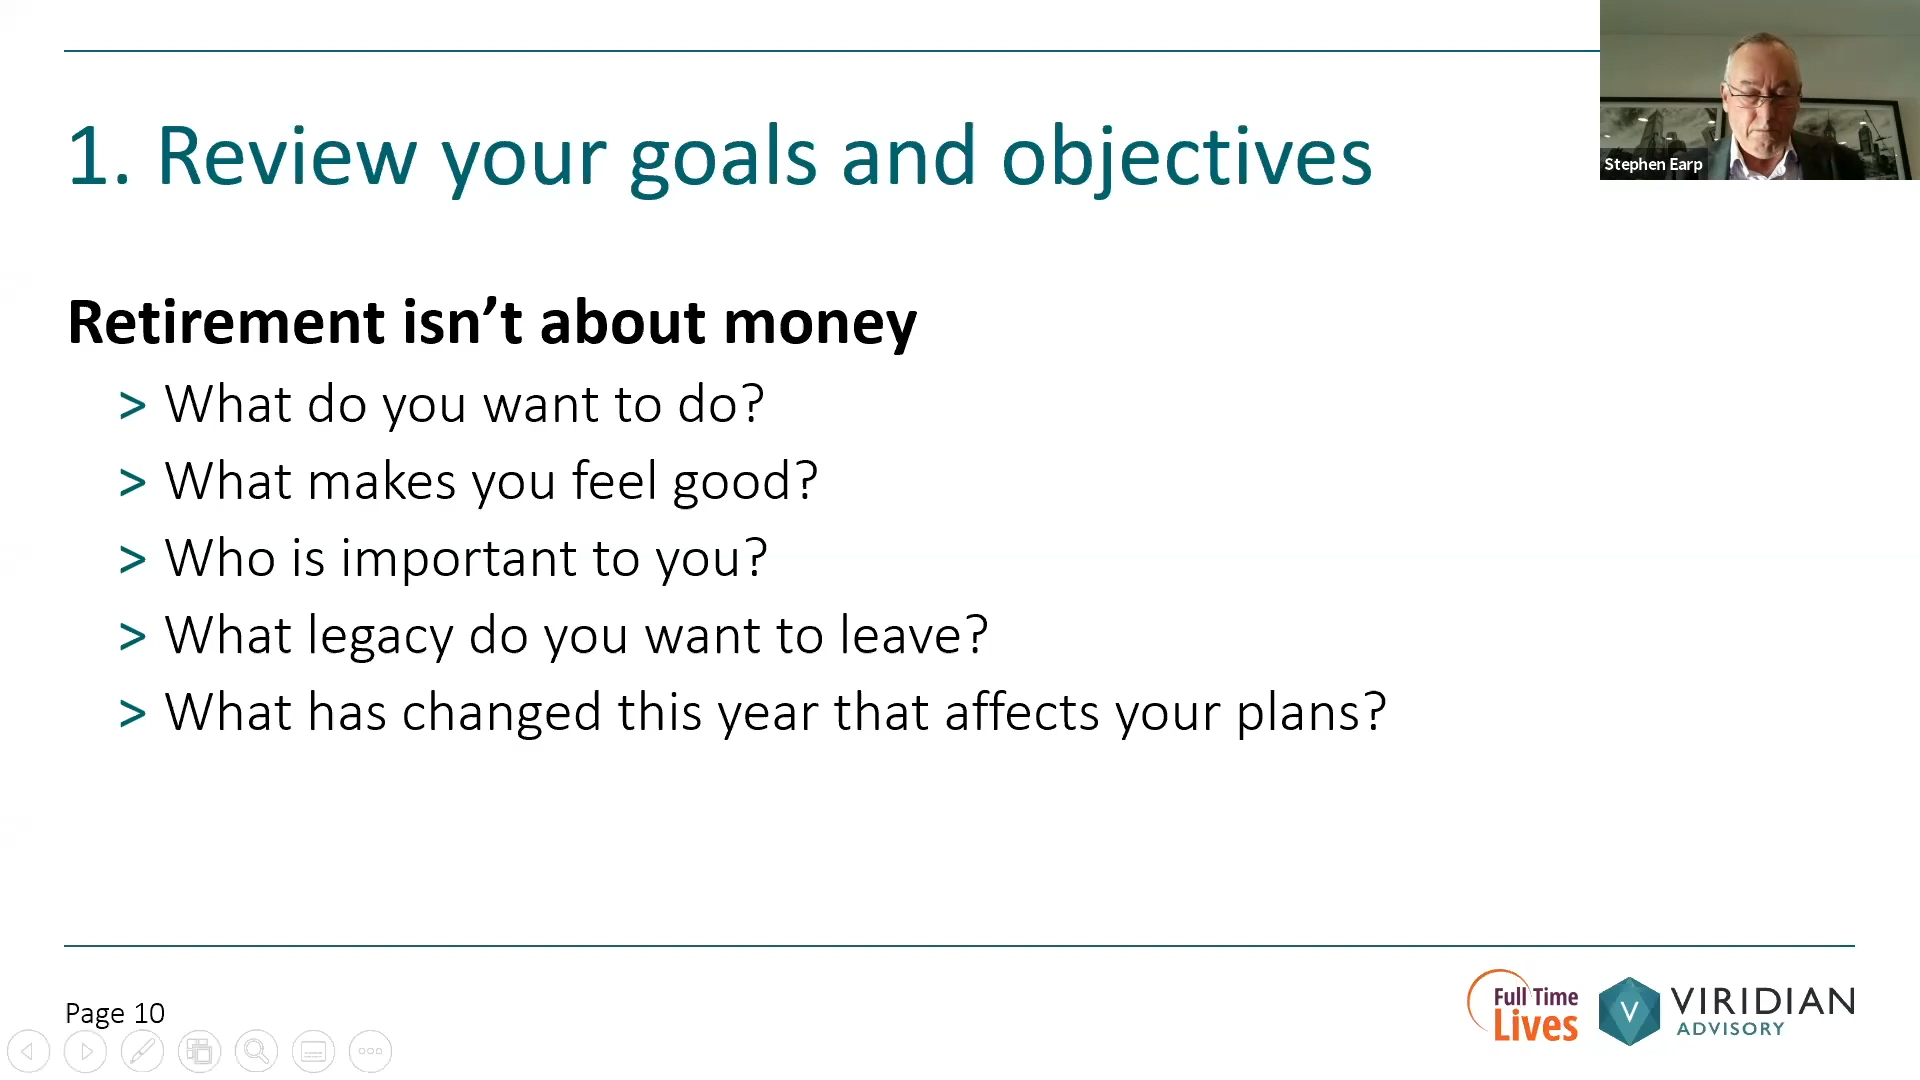 1. Review your goals and objectives
Stephen Earp
Retirement isn’t about money
> What do you want to do?
> What makes you feel good?
> Who is important to you?
> What legacy do you want to leave?
> What has changed this year that affects your plans?
Page 10
Full Time
Lives
V
VIRIDIAN
ADVISORY